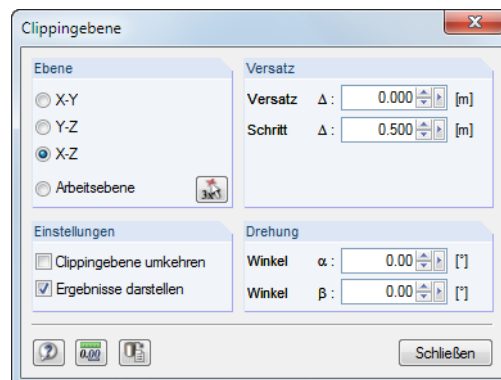 Clippingebene
Ebene
X-Y
Y-Z
X-Z
Arbeitsebene
Versatz
Versatz Δ : 0.000 [m]
Schritt Δ : 0.500 [m]
Einstellungen
Clippingebene umkehren
Ergebnisse darstellen
Drehung
Winkel α : 0.00 [°]
Winkel β : 0.00 [°]
0.00
Schließen